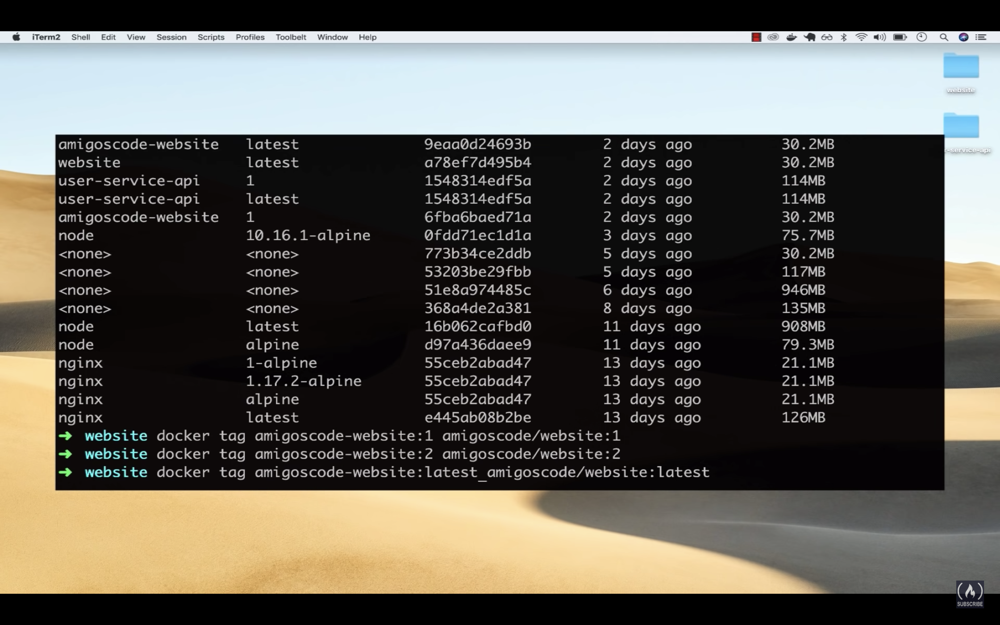 iTerm2 Shell Edit View Session Scripts Profiles Toolbelt Window Help
website
r-service-api
amigoscode-website latest 9eaa0d24693b 2 days ago 30.2MB
website latest a78ef7d495b4 2 days ago 30.2MB
user-service-api 1 1548314edf5a 2 days ago 114MB
user-service-api latest 1548314edf5a 2 days ago 114MB
amigoscode-website 1 6fba6baed71a 2 days ago 30.2MB
node 10.16.1-alpine 0fdd71ec1d1a 3 days ago 75.7MB
<none> <none> 773b34ce2ddb 5 days ago 30.2MB
<none> <none> 53203be29fbb 5 days ago 117MB
<none> <none> 51e8a974485c 6 days ago 946MB
<none> <none> 368a4de2a381 8 days ago 135MB
node latest 16b062cafbd0 11 days ago 908MB
node alpine d97a436daee9 11 days ago 79.3MB
nginx 1-alpine 55ceb2abad47 13 days ago 21.1MB
nginx 1.17.2-alpine 55ceb2abad47 13 days ago 21.1MB
nginx alpine 55ceb2abad47 13 days ago 21.1MB
nginx latest e445ab08b2be 13 days ago 126MB
➜ website docker tag amigoscode-website:1 amigoscode/website:1
➜ website docker tag amigoscode-website:2 amigoscode/website:2
➜ website docker tag amigoscode-website:latest_amigoscode/website:latest
SUBSCRIBE